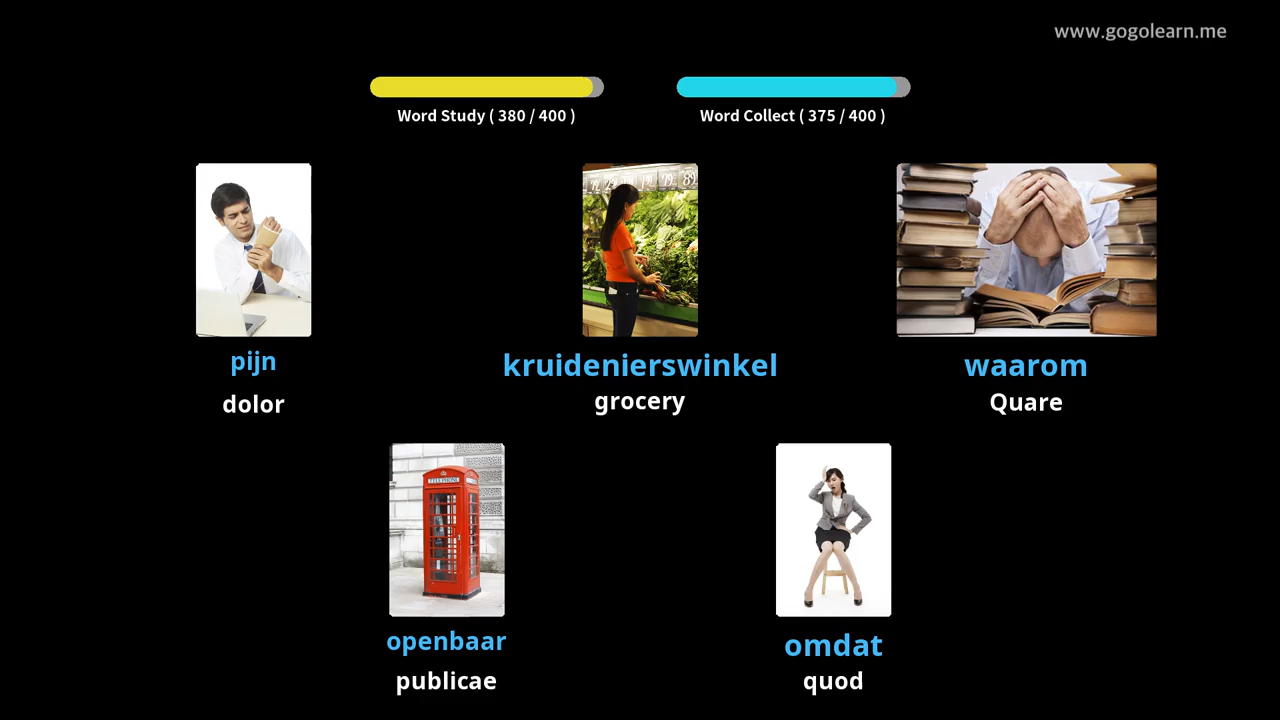 www.gogolearn.me
Word Study ( 380 / 400 )
Word Collect ( 375 / 400 )
pijn
dolor
kruidenierswinkel
grocery
waarom
Quare
TELEPHONE
openbaar
publicae
omdat
quod